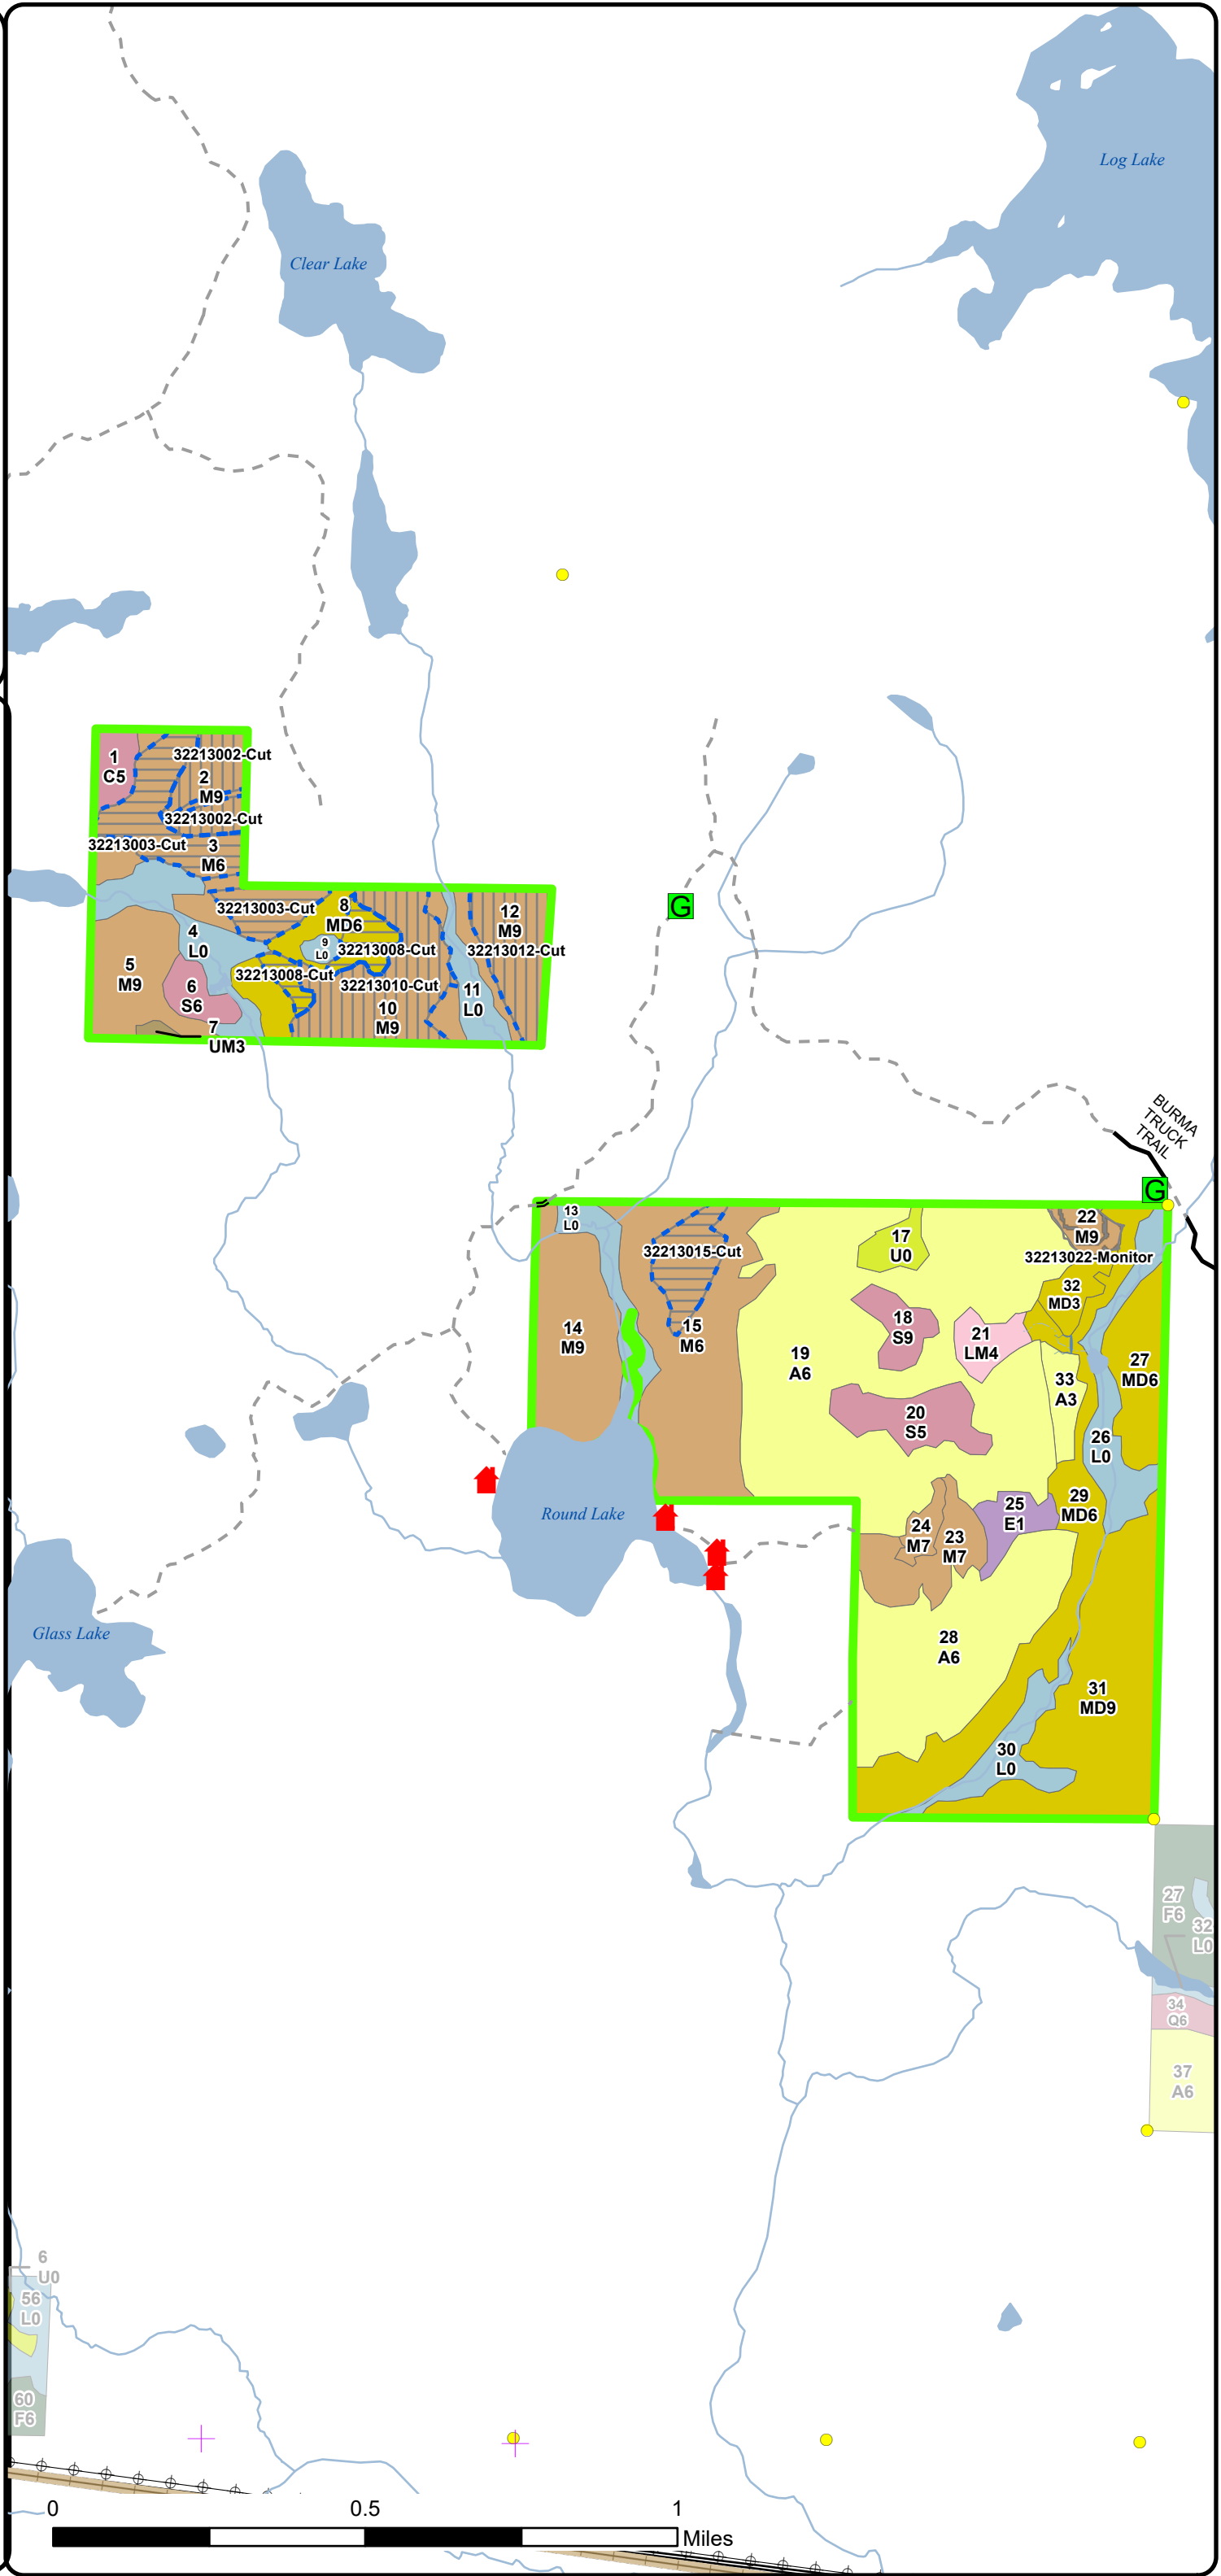 Log Lake
Clear Lake
1
C5
32213002-Cut
2
M9
32213002-Cut
32213003-Cut
3
M6
32213003-Cut
8
MD6
12
M9
4
L0
9
L0
32213008-Cut
32213012-Cut
5
M9
32213008-Cut
6
S6
32213010-Cut
11
L0
10
M9
7
UM3
G
BURMA
TRUCK
TRAIL
G
13
L0
22
M9
17
U0
32213015-Cut
32213022-Monitor
32
MD3
14
M9
15
M6
18
S9
21
LM4
19
A6
27
MD6
33
A3
20
S5
26
L0
Round Lake
25
E1
29
MD6
24
M7
23
M7
Glass Lake
28
A6
31
MD9
30
L0
27
F6
32
L0
34
Q6
37
A6
6
U0
56
L0
60
F6
0 0.5 1
Miles